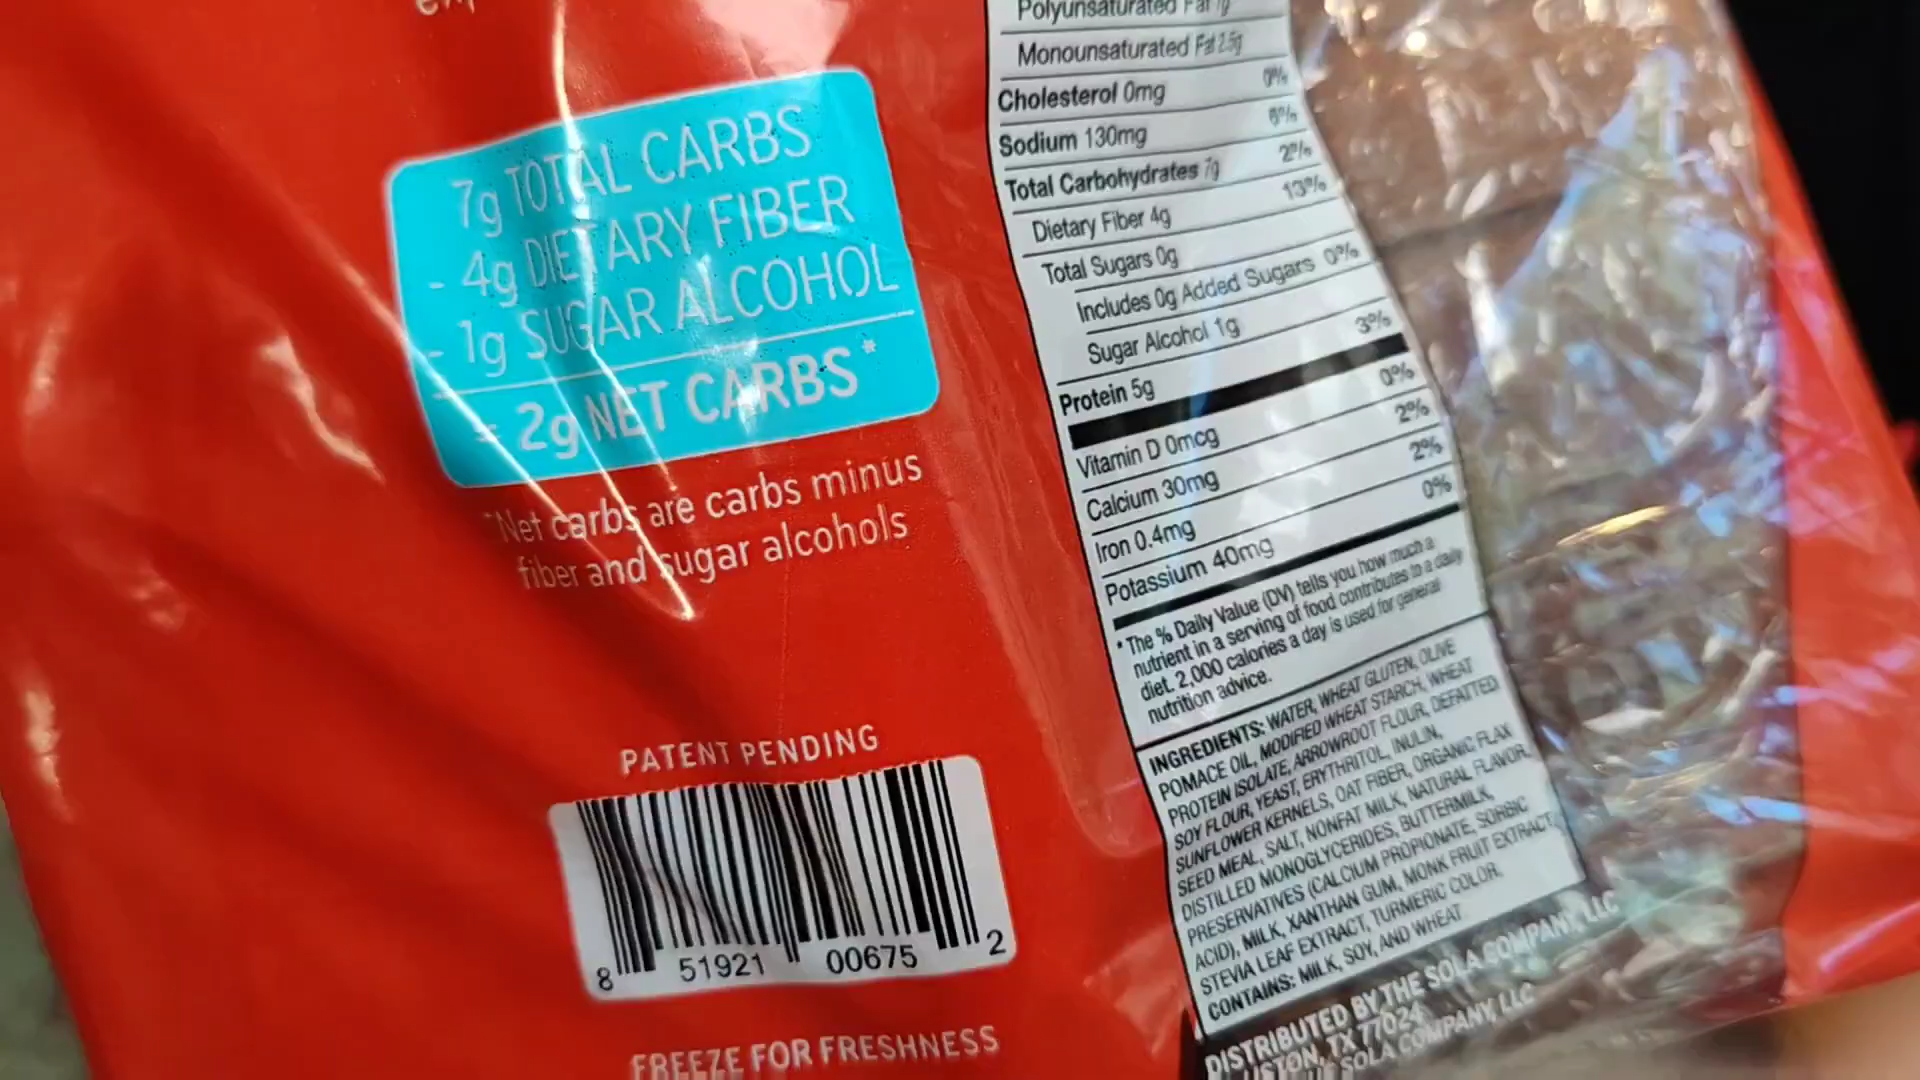 7g TOTAL CARBS
- 4g DIETARY FIBER
- 1g SUGAR ALCOHOL
= 2g NET CARBS*
*Net carbs are carbs minus
fiber and sugar alcohols
PATENT PENDING
8 51921 00675 2
FREEZE FOR FRESHNESS
Polyunsaturated Fat 1g
Monounsaturated Fat 2.5g
Cholesterol 0mg 0%
Sodium 130mg 6%
Total Carbohydrates 7g 2%
Dietary Fiber 4g 13%
Total Sugars 0g
Includes 0g Added Sugars 0%
Sugar Alcohol 1g
Protein 5g 3%
Vitamin D 0mcg 0%
Calcium 30mg 2%
Iron 0.4mg 2%
Potassium 40mg 0%
* The % Daily Value (DV) tells you how much a
nutrient in a serving of food contributes to a daily
diet. 2,000 calories a day is used for general
nutrition advice.
INGREDIENTS: WATER, WHEAT GLUTEN, OLIVE
POMACE OIL, MODIFIED WHEAT STARCH, WHEAT
PROTEIN ISOLATE, ARROWROOT FLOUR, DEFATTED
SOY FLOUR, YEAST, ERYTHRITOL, INULIN,
SUNFLOWER KERNELS, OAT FIBER, ORGANIC FLAX
SEED MEAL, SALT, NONFAT MILK, NATURAL FLAVOR,
DISTILLED MONOGLYCERIDES, BUTTERMILK,
PRESERVATIVES (CALCIUM PROPIONATE, SORBIC
ACID), MILK, XANTHAN GUM, MONK FRUIT EXTRACT,
STEVIA LEAF EXTRACT, TURMERIC COLOR.
CONTAINS: MILK, SOY, AND WHEAT
DISTRIBUTED BY THE SOLA COMPANY, LLC
TX 77024
SOLA COMPANY, LLC